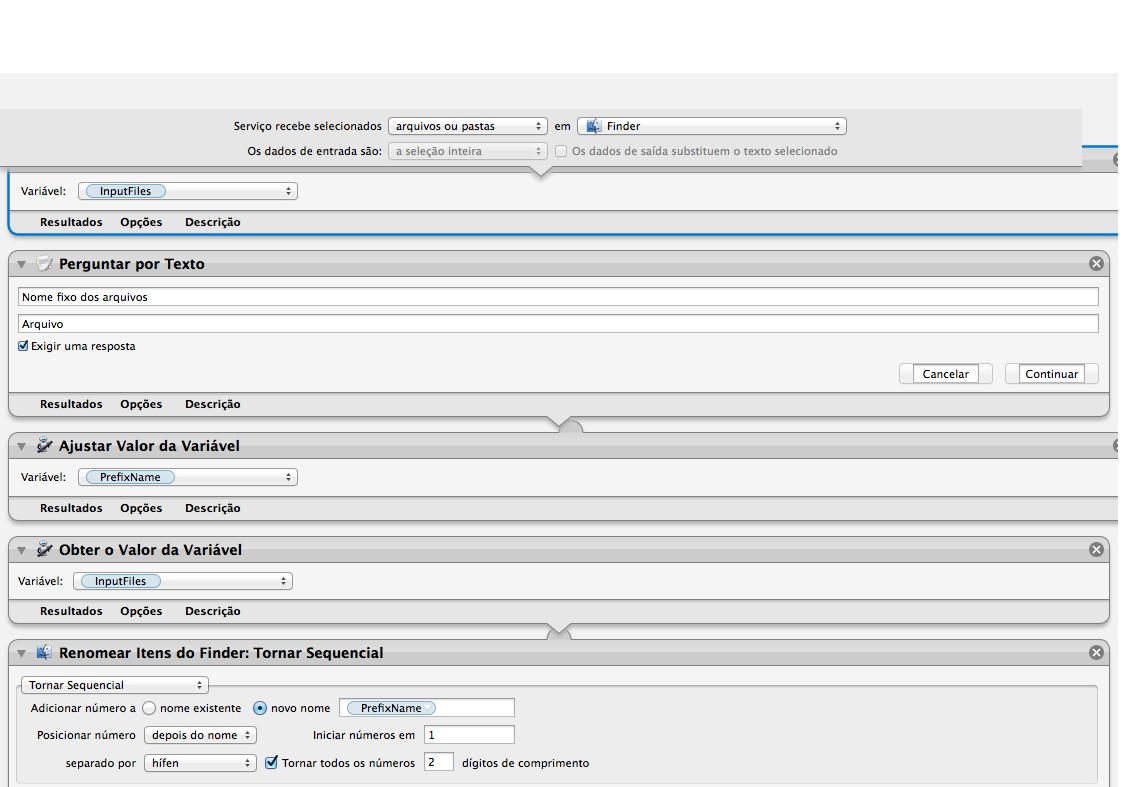 Serviço recebe selecionados arquivos ou pastas em Finder
Os dados de entrada são: a seleção inteira Os dados de saída substituem o texto selecionado
Variável: InputFiles
Resultados Opções Descrição
Perguntar por Texto
Nome fixo dos arquivos
Arquivo
Exigir uma resposta
Cancelar Continuar
Resultados Opções Descrição
Ajustar Valor da Variável
Variável: PrefixName
Resultados Opções Descrição
Obter o Valor da Variável
Variável: InputFiles
Resultados Opções Descrição
Renomear Itens do Finder: Tornar Sequencial
Tornar Sequencial
Adicionar número a nome existente novo nome PrefixName
Posicionar número depois do nome Iniciar números em 1
separado por hífen Tornar todos os números 2 dígitos de comprimento